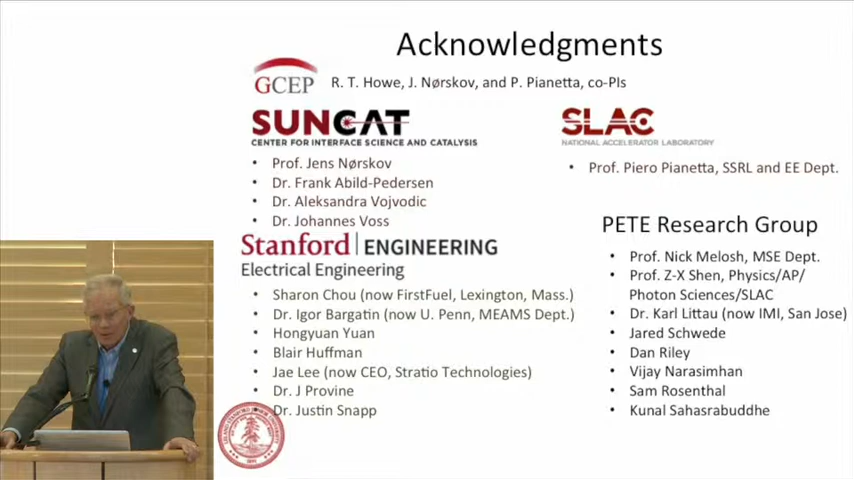 Acknowledgments
GCEP
R. T. Howe, J. Nørskov, and P. Pianetta, co-PIs
SUNCAT
CENTER FOR INTERFACE SCIENCE AND CATALYSIS
• Prof. Jens Nørskov
• Dr. Frank Abild-Pedersen
• Dr. Aleksandra Vojvodic
• Dr. Johannes Voss
SLAC
NATIONAL ACCELERATOR LABORATORY
• Prof. Piero Pianetta, SSRL and EE Dept.
Stanford | ENGINEERING
Electrical Engineering
• Sharon Chou (now FirstFuel, Lexington, Mass.)
• Dr. Igor Bargatin (now U. Penn, MEAMS Dept.)
• Hongyuan Yuan
• Blair Huffman
• Jae Lee (now CEO, Stratio Technologies)
• Dr. J Provine
• Dr. Justin Snapp
PETE Research Group
• Prof. Nick Melosh, MSE Dept.
• Prof. Z-X Shen, Physics/AP/
Photon Sciences/SLAC
• Dr. Karl Littau (now IMI, San Jose)
• Jared Schwede
• Dan Riley
• Vijay Narasimhan
• Sam Rosenthal
• Kunal Sahasrabuddhe